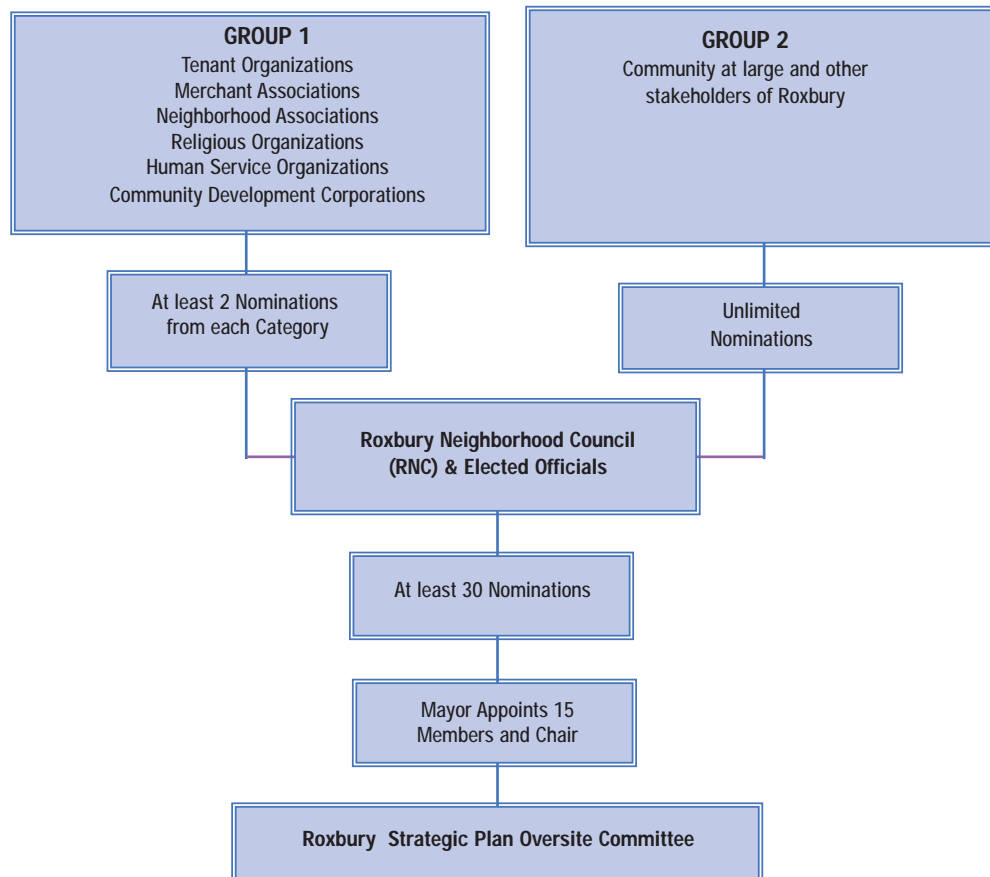 GROUP 1
Tenant Organizations
Merchant Associations
Neighborhood Associations
Religious Organizations
Human Service Organizations
Community Development Corporations
GROUP 2
Community at large and other
stakeholders of Roxbury
At least 2 Nominations
from each Category
Unlimited
Nominations
Roxbury Neighborhood Council
(RNC) & Elected Officials
At least 30 Nominations
Mayor Appoints 15
Members and Chair
Roxbury Strategic Plan Oversite Committee